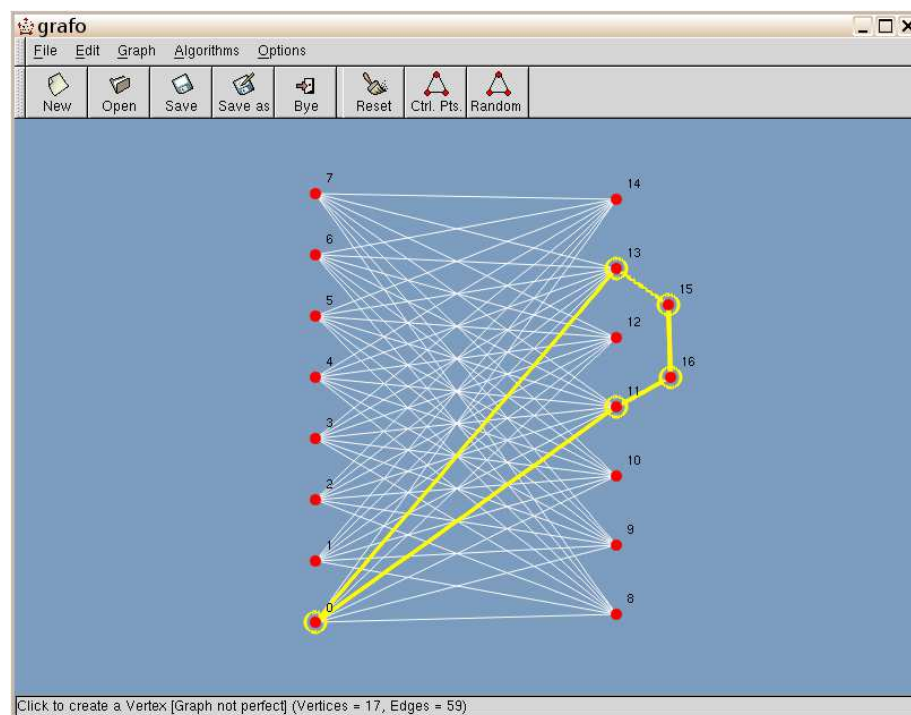 grafo
File Edit Graph Algorithms Options
New Open Save Save as Bye Reset Ctrl. Pts. Random
7 14
6 13
15
5 12
4 16
11
3 10
2 9
1
0 8
Click to create a Vertex [Graph not perfect] (Vertices = 17, Edges = 59)